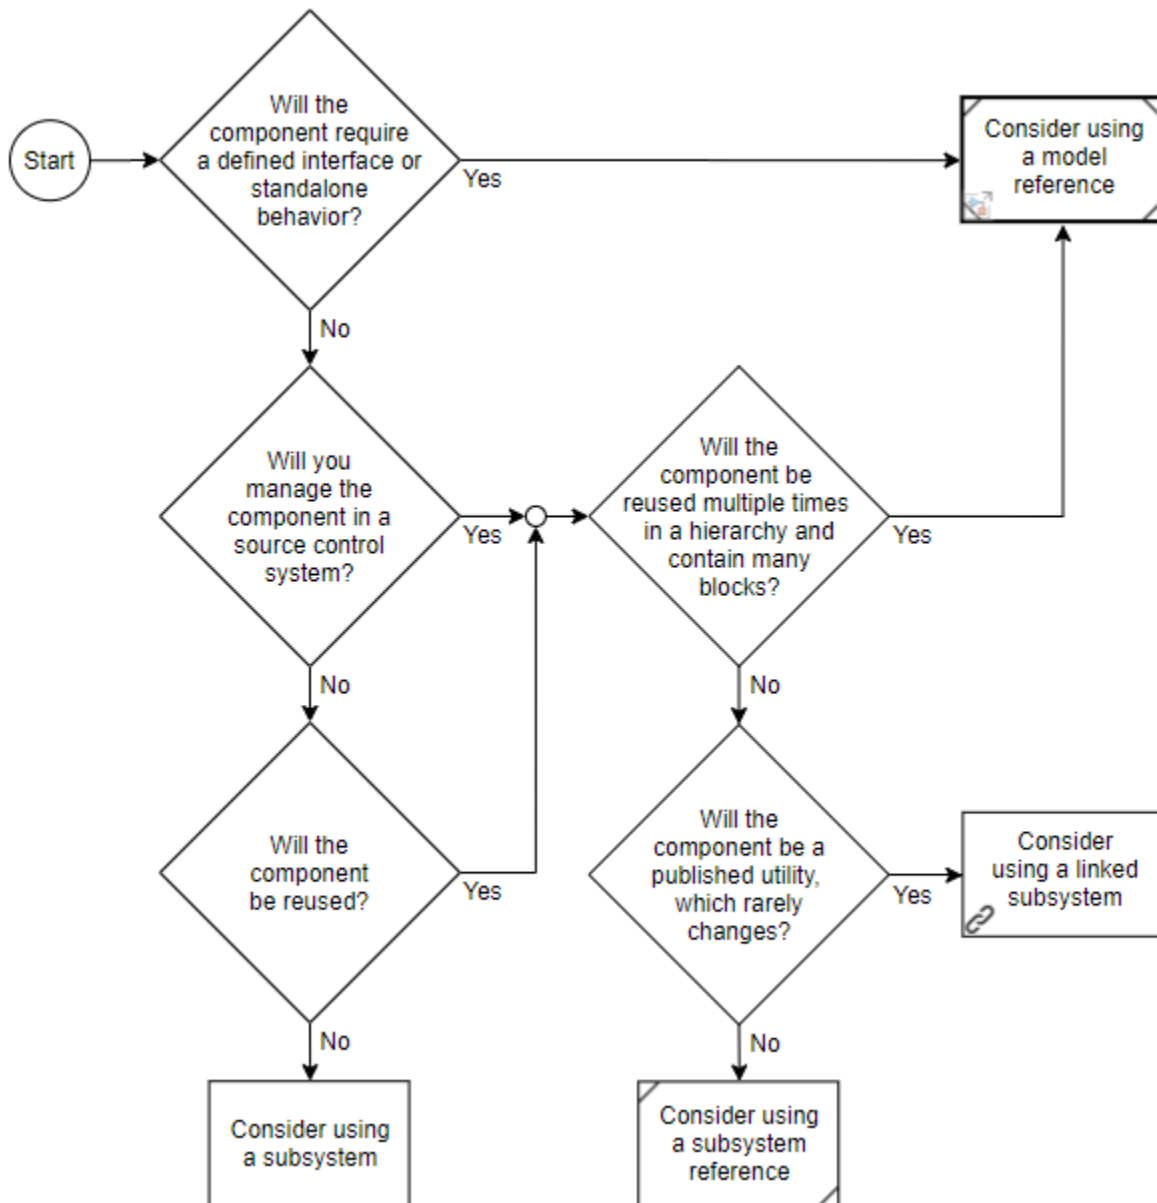 Start
Will the
component require
a defined interface or
standalone
behavior?
Yes
Consider using
a model
reference
No
Will you
manage the
component in a
source control
system?
Yes
Will the
component be
reused multiple times
in a hierarchy and
contain many
blocks?
Yes
No
No
Will the
component
be reused?
Yes
Will the
component be a
published utility,
which rarely
changes?
Yes
Consider
using a linked
subsystem
No
No
Consider using
a subsystem
Consider using
a subsystem
reference